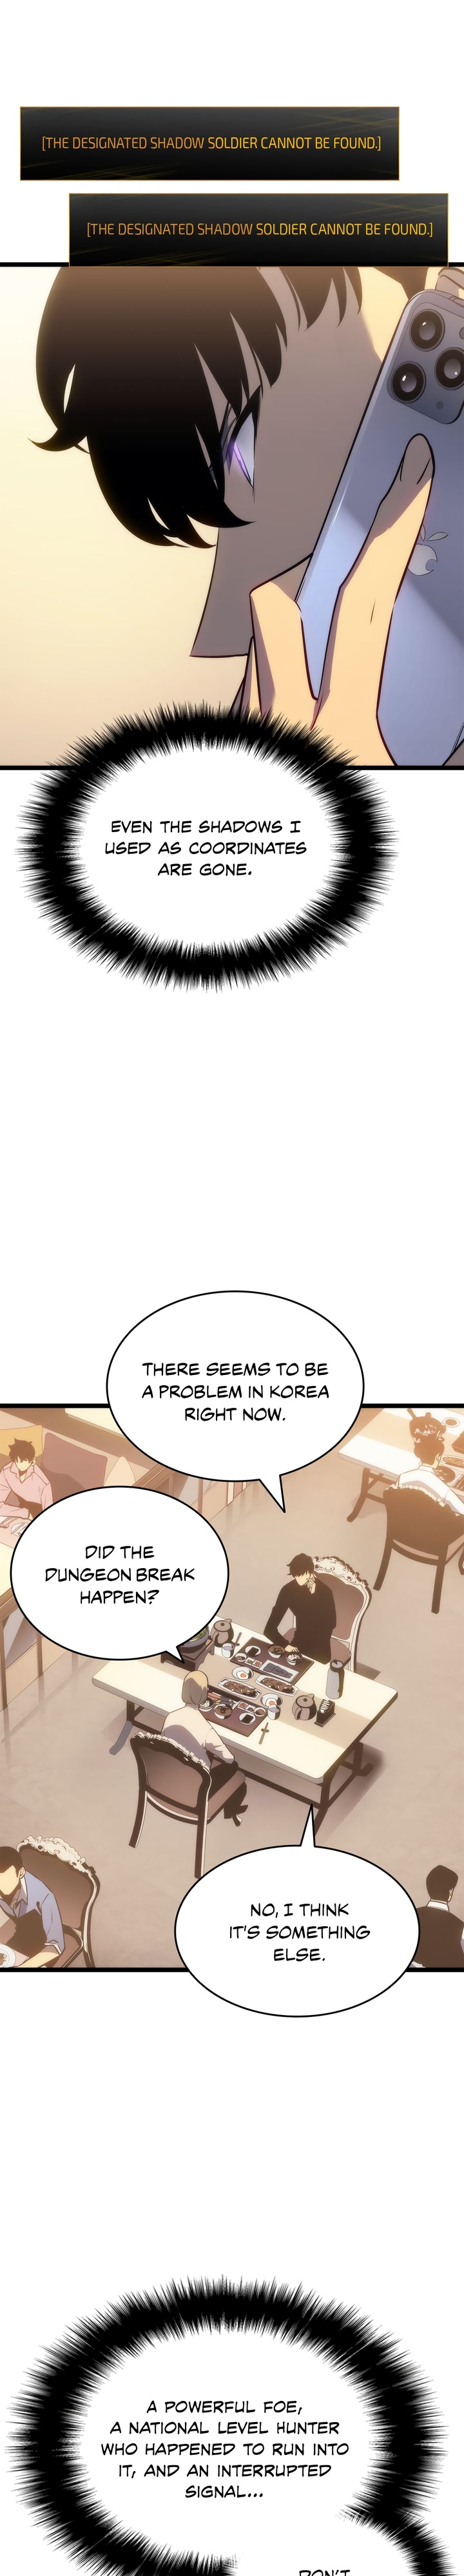 [THE DESIGNATED SHADOW SOLDIER CANNOT BE FOUND.]
[THE DESIGNATED SHADOW SOLDIER CANNOT BE FOUND.]
EVEN THE SHADOWS I
USED AS COORDINATES
ARE GONE.
THERE SEEMS TO BE
A PROBLEM IN KOREA
RIGHT NOW.
DID THE
DUNGEON BREAK
HAPPEN?
NO, I THINK
IT'S SOMETHING
ELSE.
A POWERFUL FOE,
A NATIONAL LEVEL HUNTER
WHO HAPPENED TO RUN INTO
IT, AND AN INTERRUPTED
SIGNAL...
DON'T